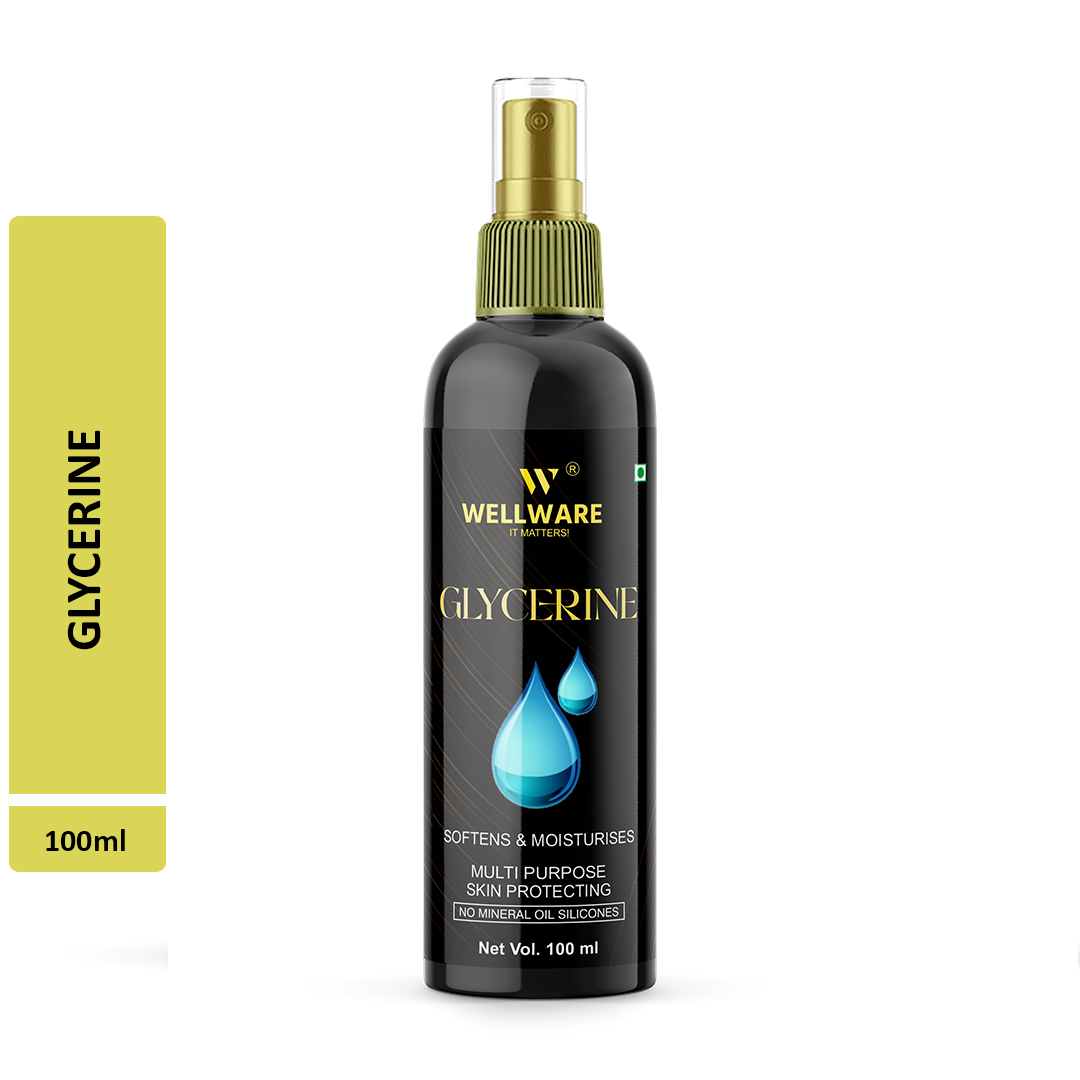 GLYCERINE
100ml
W ®
WELLWARE
IT MATTERS!
GLYCERINE
SOFTENS & MOISTURISES
MULTI PURPOSE
SKIN PROTECTING
NO MINERAL OIL SILICONES
Net Vol. 100 ml